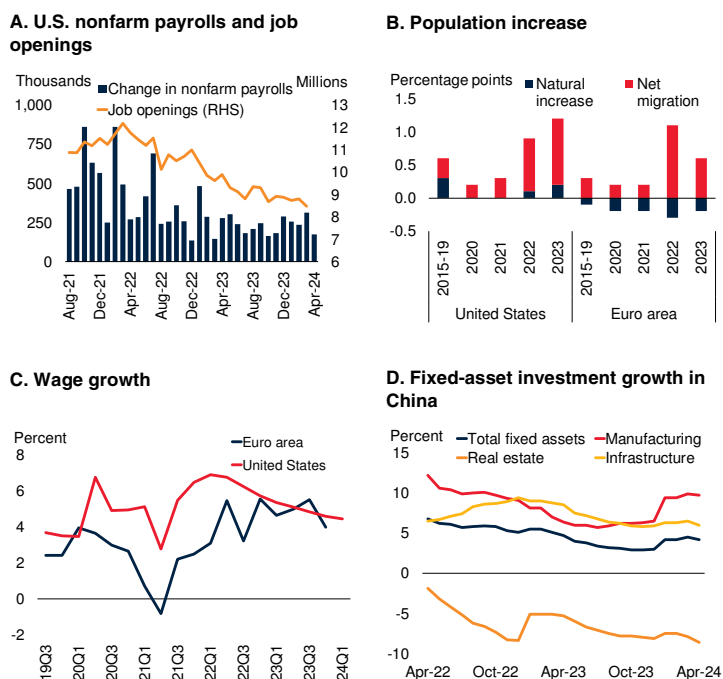 A. U.S. nonfarm payrolls and job
openings
Thousands
Millions
Change in nonfarm payrolls
Job openings (RHS)
1,000
750
500
250
0
13
12
11
10
9
8
7
6
Aug-21
Dec-21
Apr-22
Aug-22
Dec-22
Apr-23
Aug-23
Dec-23
Apr-24
B. Population increase
Percentage points
Natural
increase
Net
migration
1.5
1.0
0.5
0.0
-0.5
2015-19
2020
2021
2022
2023
2015-19
2020
2021
2022
2023
United States
Euro area
C. Wage growth
Percent
Euro area
United States
8
6
4
2
0
-2
19Q3
20Q1
20Q3
21Q1
21Q3
22Q1
22Q3
23Q1
23Q3
24Q1
D. Fixed-asset investment growth in
China
Percent
Total fixed assets
Manufacturing
Real estate
Infrastructure
15
10
5
0
-5
-10
Apr-22
Oct-22
Apr-23
Oct-23
Apr-24